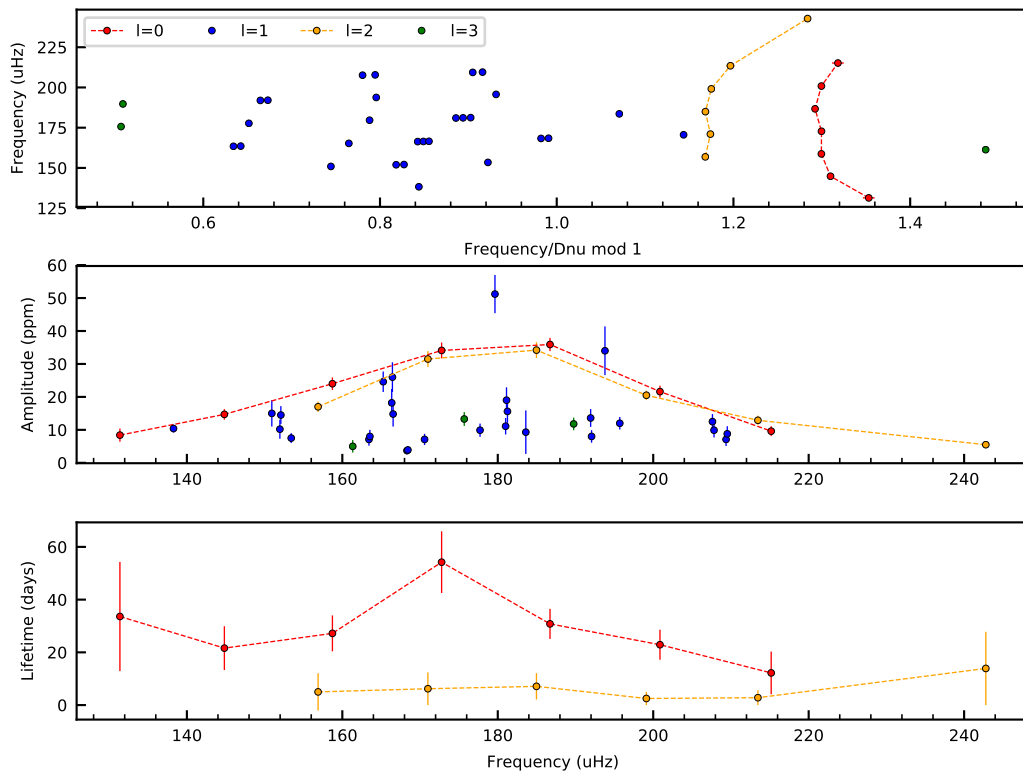 l=0 l=1 l=2 l=3
Frequency (uHz)
225
200
175
150
125
0.6 0.8 1.0 1.2 1.4
Frequency/Dnu mod 1
Amplitude (ppm)
60
50
40
30
20
10
0
140 160 180 200 220 240
Lifetime (days)
60
40
20
0
140 160 180 200 220 240
Frequency (uHz)